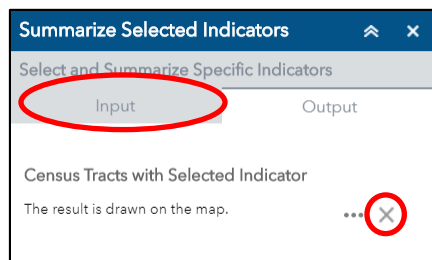 Summarize Selected Indicators
Select and Summarize Specific Indicators
Input Output
Census Tracts with Selected Indicator
The result is drawn on the map.